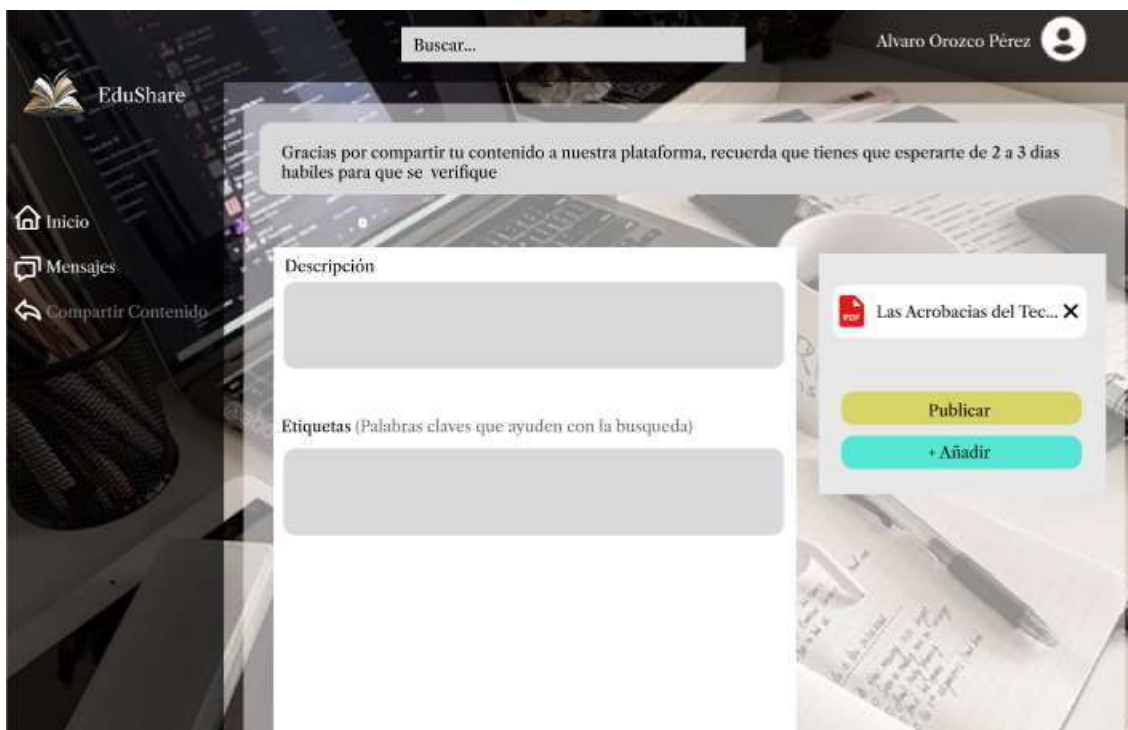 Buscar...
Alvaro Orozco Pérez
EduShare
Gracias por compartir tu contenido a nuestra plataforma, recuerda que tienes que esperarte de 2 a 3 dias
habiles para que se verifique
Inicio
Mensajes
Compartir Contenido
Descripción
PDF
Las Acrobacias del Tec...
Etiquetas (Palabras claves que ayuden con la busqueda)
Publicar
+ Añadir